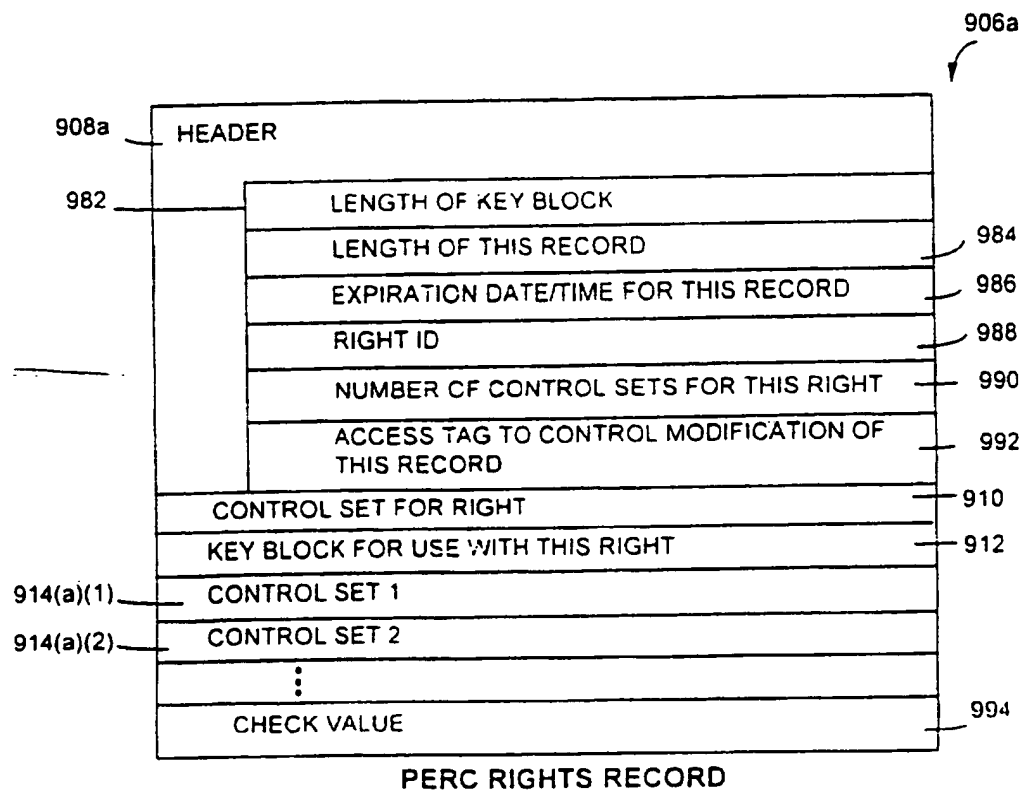 906a
908a
HEADER
982
LENGTH OF KEY BLOCK
LENGTH OF THIS RECORD
984
EXPIRATION DATE/TIME FOR THIS RECORD
986
RIGHT ID
988
NUMBER OF CONTROL SETS FOR THIS RIGHT
990
ACCESS TAG TO CONTROL MODIFICATION OF
THIS RECORD
992
CONTROL SET FOR RIGHT
910
KEY BLOCK FOR USE WITH THIS RIGHT
912
914(a)(1)
CONTROL SET 1
914(a)(2)
CONTROL SET 2
CHECK VALUE
994
PERC RIGHTS RECORD